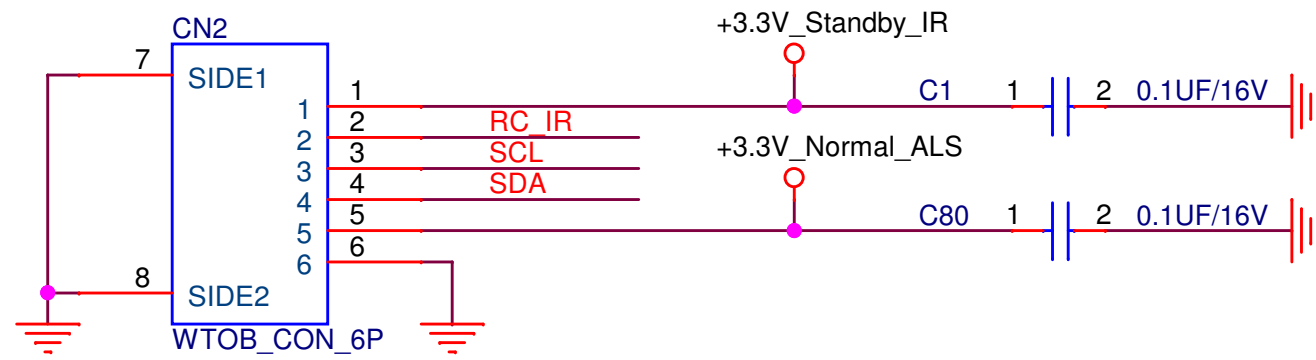 +3.3V_Standby_IR
CN2
7
SIDE1
1
1
C1
1
2
0.1UF/16V
2
RC_IR
2
3
SCL
3
+3.3V_Normal_ALS
4
SDA
4
5
5
C80
1
2
0.1UF/16V
6
6
8
SIDE2
WTOB_CON_6P